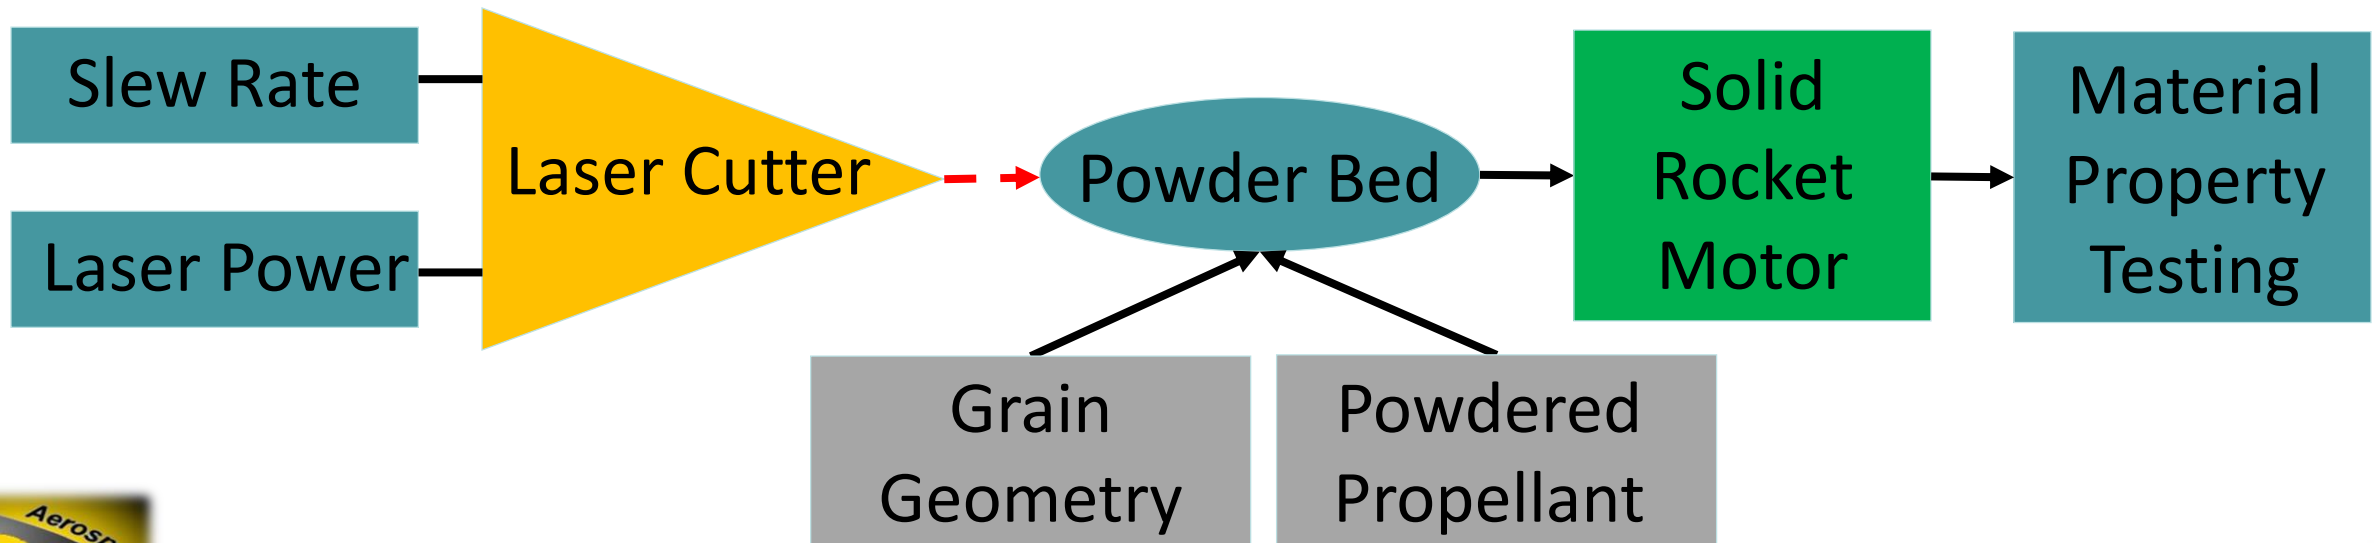 Slew Rate
Laser Power
Laser Cutter
Powder Bed
Solid
Rocket
Motor
Material
Property
Testing
Grain
Geometry
Powdered
Propellant